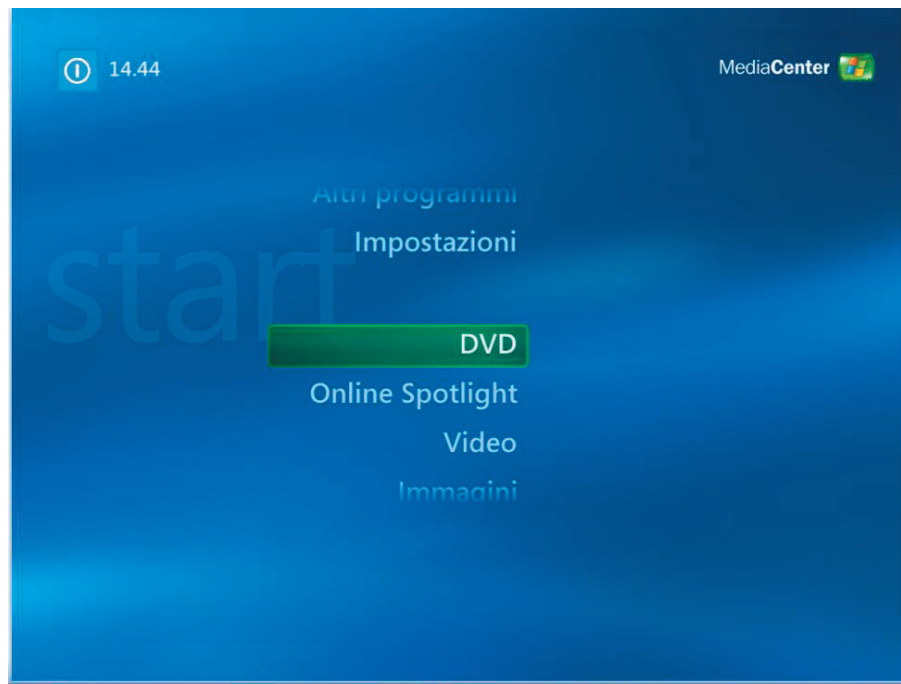 14.44
MediaCenter
start
Altri programmi
Impostazioni
DVD
Online Spotlight
Video
Immagini